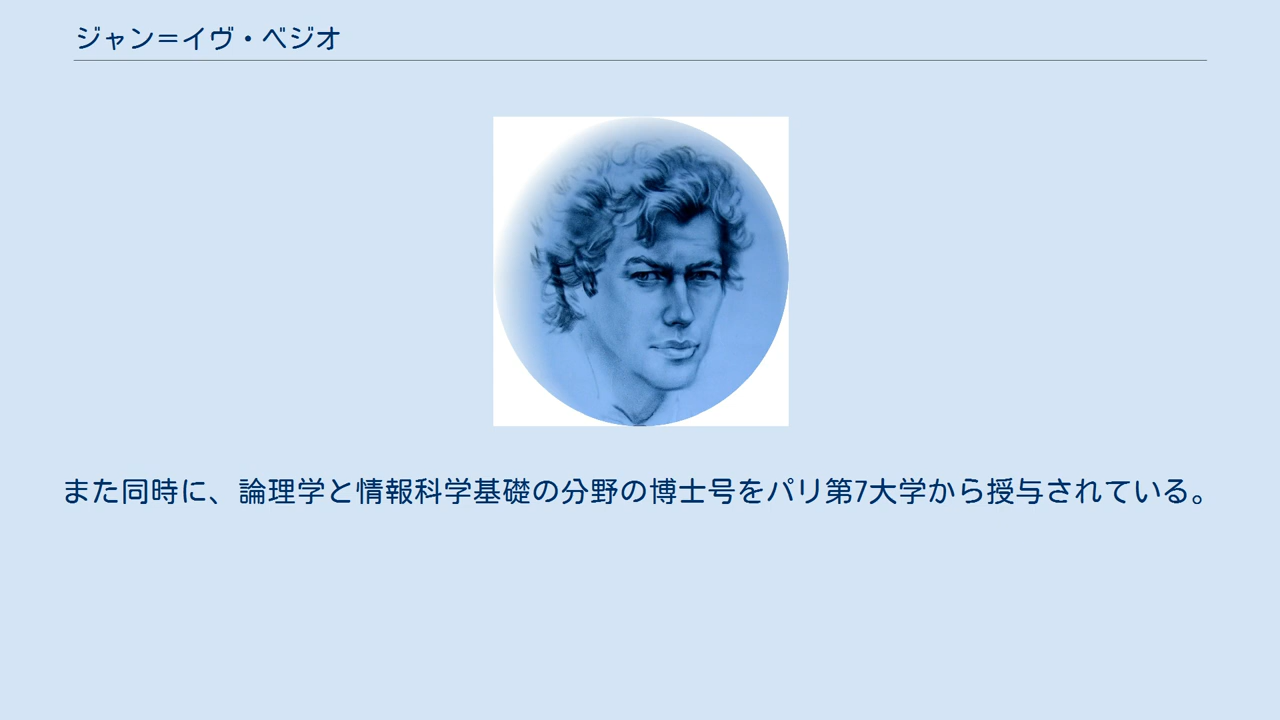 ジャン＝イヴ・ベジオ
また同時に、論理学と情報科学基礎の分野の博士号をパリ第7大学から授与されている。